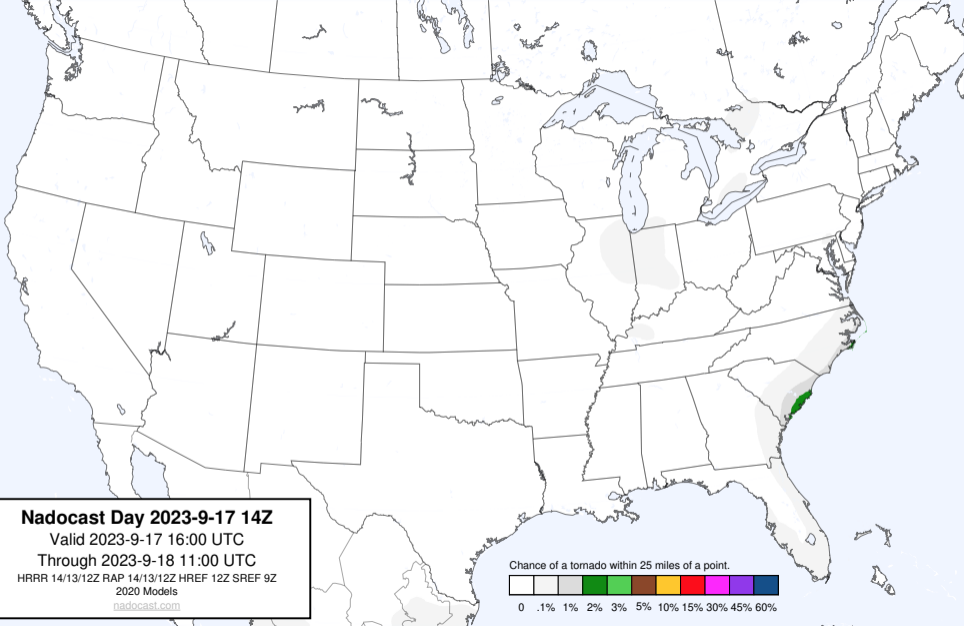 Nadocast Day 2023-9-17 14Z
Valid 2023-9-17 16:00 UTC
Through 2023-9-18 11:00 UTC
HRRR 14/13/12Z RAP 14/13/12Z HREF 12Z SREF 9Z
2020 Models
nadocast.com
Chance of a tornado within 25 miles of a point.
0 .1% 1% 2% 3% 5% 10% 15% 30% 45% 60%